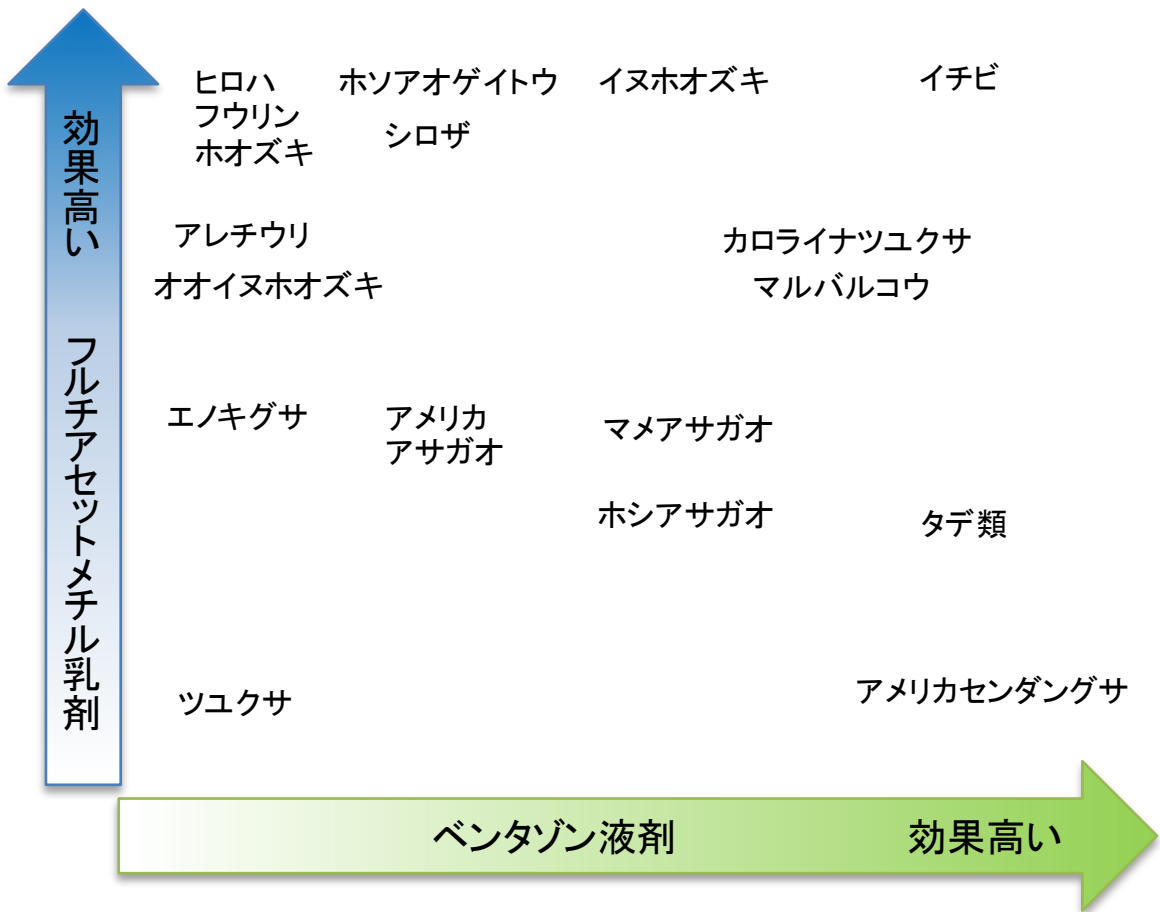 効果高い　フルチアセットメチル乳剤
ヒロハ
フウリン
ホオズキ
ホソアオゲイトウ
シロザ
イヌホオズキ
イチビ
アレチウリ
オオイヌホオズキ
カロライナツユクサ
マルバルコウ
エノキグサ
アメリカ
アサガオ
マメアサガオ
ホシアサガオ
タデ類
ツユクサ
アメリカセンダングサ
ベンタゾン液剤　効果高い